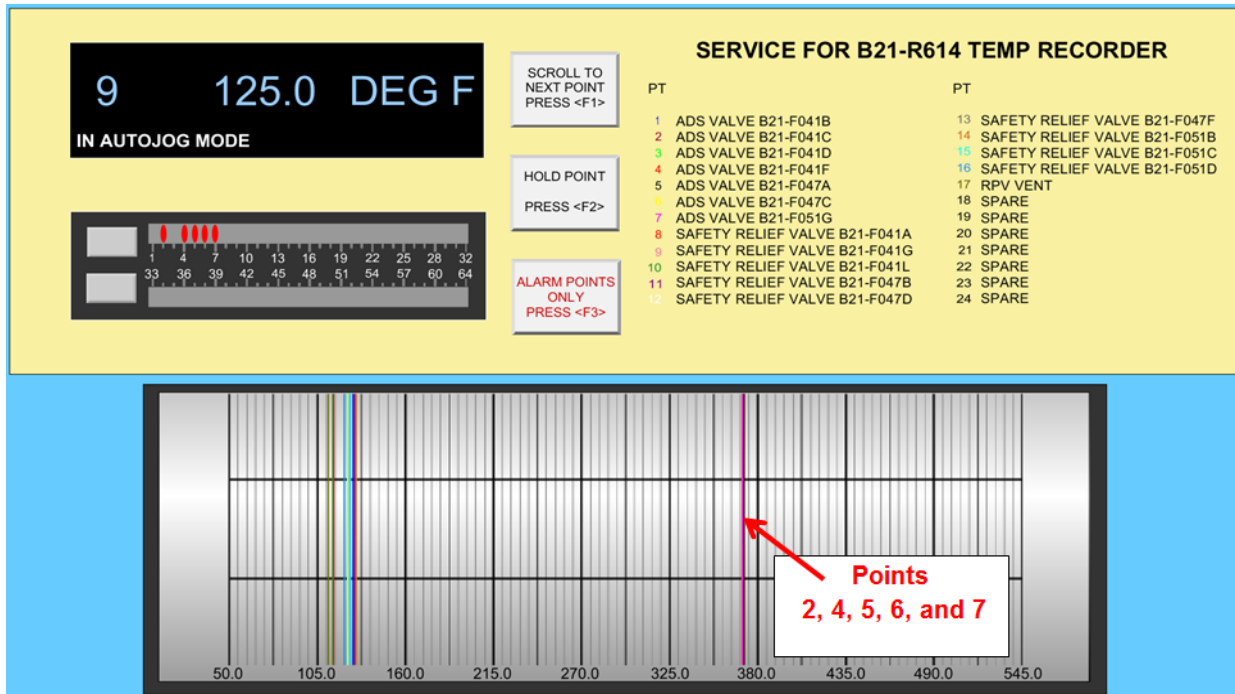 SERVICE FOR B21-R614 TEMP RECORDER
9 125.0 DEG F
IN AUTOJOG MODE
SCROLL TO
NEXT POINT
PRESS <F1>
HOLD POINT
PRESS <F2>
ALARM POINTS
ONLY
PRESS <F3>
1 4 7 10 13 16 19 22 25 28 32
33 36 39 42 45 48 51 54 57 60 64
PT
1 ADS VALVE B21-F041B
2 ADS VALVE B21-F041C
3 ADS VALVE B21-F041D
4 ADS VALVE B21-F041F
5 ADS VALVE B21-F047A
6 ADS VALVE B21-F047C
7 ADS VALVE B21-F051G
8 SAFETY RELIEF VALVE B21-F041A
9 SAFETY RELIEF VALVE B21-F041G
10 SAFETY RELIEF VALVE B21-F041L
11 SAFETY RELIEF VALVE B21-F047B
12 SAFETY RELIEF VALVE B21-F047D
PT
13 SAFETY RELIEF VALVE B21-F047F
14 SAFETY RELIEF VALVE B21-F051B
15 SAFETY RELIEF VALVE B21-F051C
16 SAFETY RELIEF VALVE B21-F051D
17 RPV VENT
18 SPARE
19 SPARE
20 SPARE
21 SPARE
22 SPARE
23 SPARE
24 SPARE
Points
2, 4, 5, 6, and 7
50.0 105.0 160.0 215.0 270.0 325.0 380.0 435.0 490.0 545.0